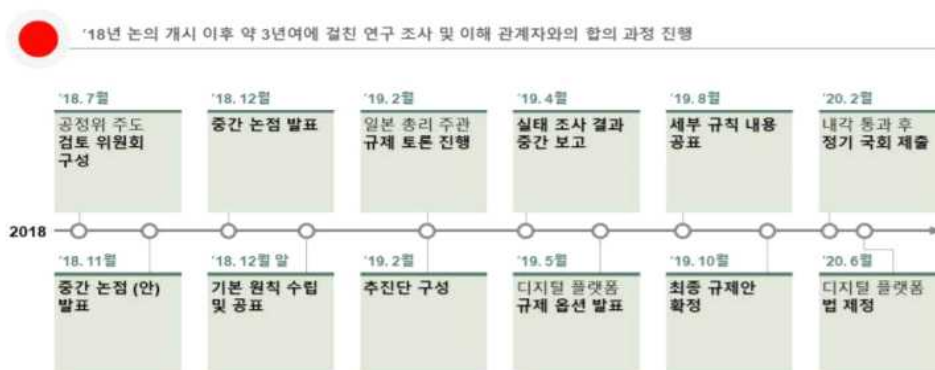 '18년 논의 개시 이후 약 3년여에 걸친 연구 조사 및 이해 관계자와의 합의 과정 진행
'18. 7월
공정위 주도
검토 위원회
구성
'18. 12월
중간 논점 발표
'19. 2월
일본 총리 주관
규제 토론 진행
'19. 4월
실태 조사 결과
중간 보고
'19. 8월
세부 규칙 내용
공표
'20. 2월
내각 통과 후
정기 국회 제출
2018
'18. 11월
중간 논점 (안)
발표
'18. 12월 말
기본 원칙 수립
및 공표
'19. 2월
추진단 구성
'19. 5월
디지털 플랫폼
규제 옵션 발표
'19. 10월
최종 규제안
확정
'20. 6월
디지털 플랫폼
법 제정